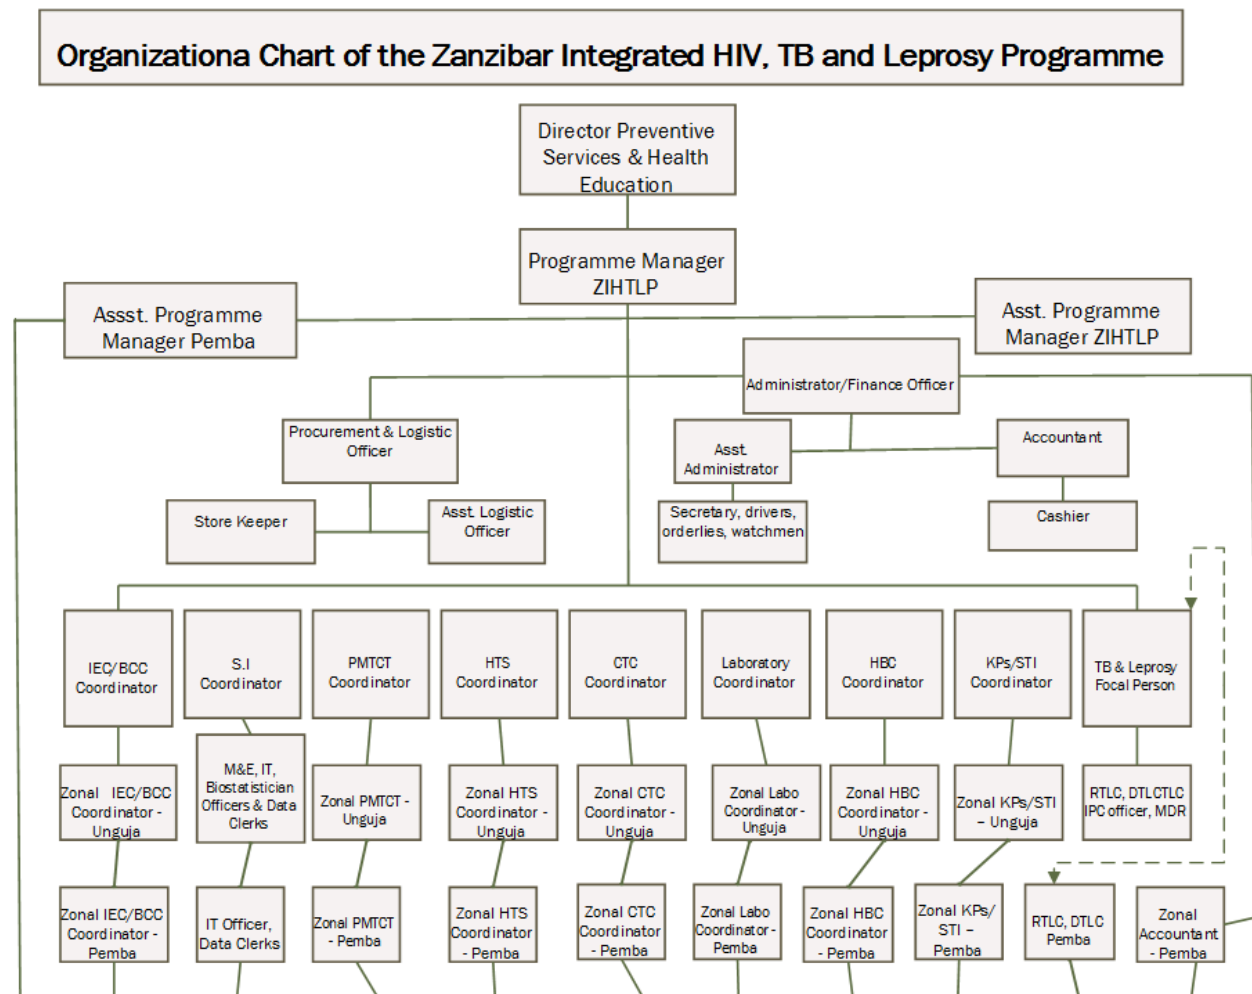 Organizationa Chart of the Zanzibar Integrated HIV, TB and Leprosy Programme
Director Preventive
Services & Health
Education
Programme Manager
ZIHTLP
Assst. Programme
Manager Pemba
Asst. Programme
Manager ZIHTLP
Administrator/Finance Officer
Procurement & Logistic
Officer
Asst.
Administrator
Accountant
Store Keeper
Asst. Logistic
Officer
Secretary, drivers,
orderlies, watchmen
Cashier
IEC/BCC
Coordinator
S.I
Coordinator
PMTCT
Coordinator
HTS
Coordinator
CTC
Coordinator
Laboratory
Coordinator
HBC
Coordinator
KPs/STI
Coordinator
TB & Leprosy
Focal Person
Zonal IEC/BCC
Coordinator -
Unguja
M&E, IT,
Biostatistician
Officers & Data
Clerks
Zonal PMTCT -
Unguja
Zonal HTS
Coordinator -
Unguja
Zonal CTC
Coordinator -
Unguja
Zonal Labo
Coordinator-
Unguja
Zonal HBC
Coordinator -
Unguja
Zonal KPs/STI
– Unguja
RTLC, DTLCTLC
IPC officer, MDR
Zonal IEC/BCC
Coordinator -
Pemba
IT Officer,
Data Clerks
Zonal PMTCT
- Pemba
Zonal HTS
Coordinator
- Pemba
Zonal CTC
Coordinator
- Pemba
Zonal Labo
Coordinator-
Pemba
Zonal HBC
Coordinator
- Pemba
Zonal KPs/
STI –
Pemba
RTLC, DTLC
Pemba
Zonal
Accountant
- Pemba